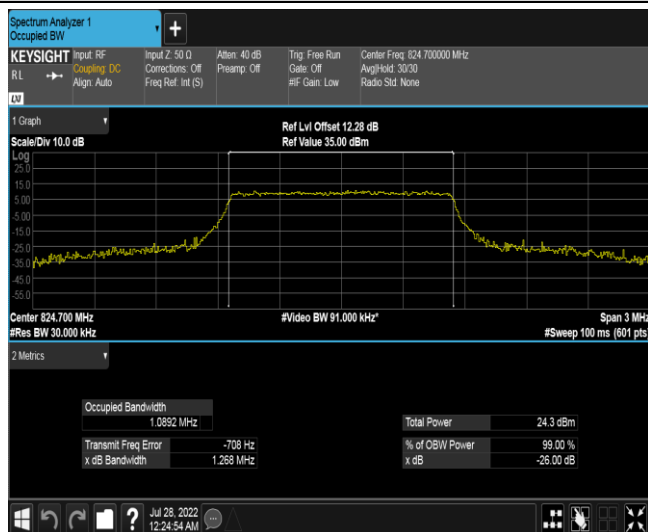 Spectrum Analyzer 1
Occupied BW
+
KEYSIGHT
RL
LXI
Input: RF
Coupling: DC
Align: Auto
Input Z: 50 Ω
Corrections: Off
Freq Ref: Int (S)
Atten: 40 dB
Preamp: Off
Trig: Free Run
Gate: Off
#IF Gain: Low
Center Freq: 824.700000 MHz
Avg|Hold: 30/30
Radio Std: None
1 Graph
Scale/Div 10.0 dB
Ref Lvl Offset 12.28 dB
Ref Value 35.00 dBm
Log
25.0
15.0
5.00
-5.00
-15.0
-25.0
-35.0
-45.0
-55.0
Center 824.700 MHz
#Res BW 30.000 kHz
#Video BW 91.000 kHz*
Span 3 MHz
#Sweep 100 ms (601 pts)
2 Metrics
Occupied Bandwidth
1.0892 MHz
Transmit Freq Error -708 Hz
x dB Bandwidth 1.268 MHz
Total Power 24.3 dBm
% of OBW Power 99.00 %
x dB -26.00 dB
?
Jul 28, 2022
12:24:54 AM